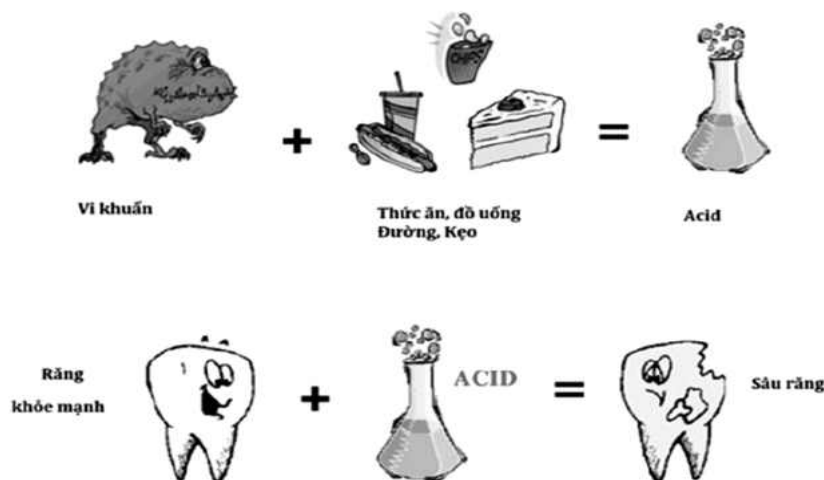 Vi khuẩn
+
Thức ăn, đồ uống
Đường, Kẹo
=
Acid
Răng
khỏe mạnh
+
ACID
=
Sâu răng